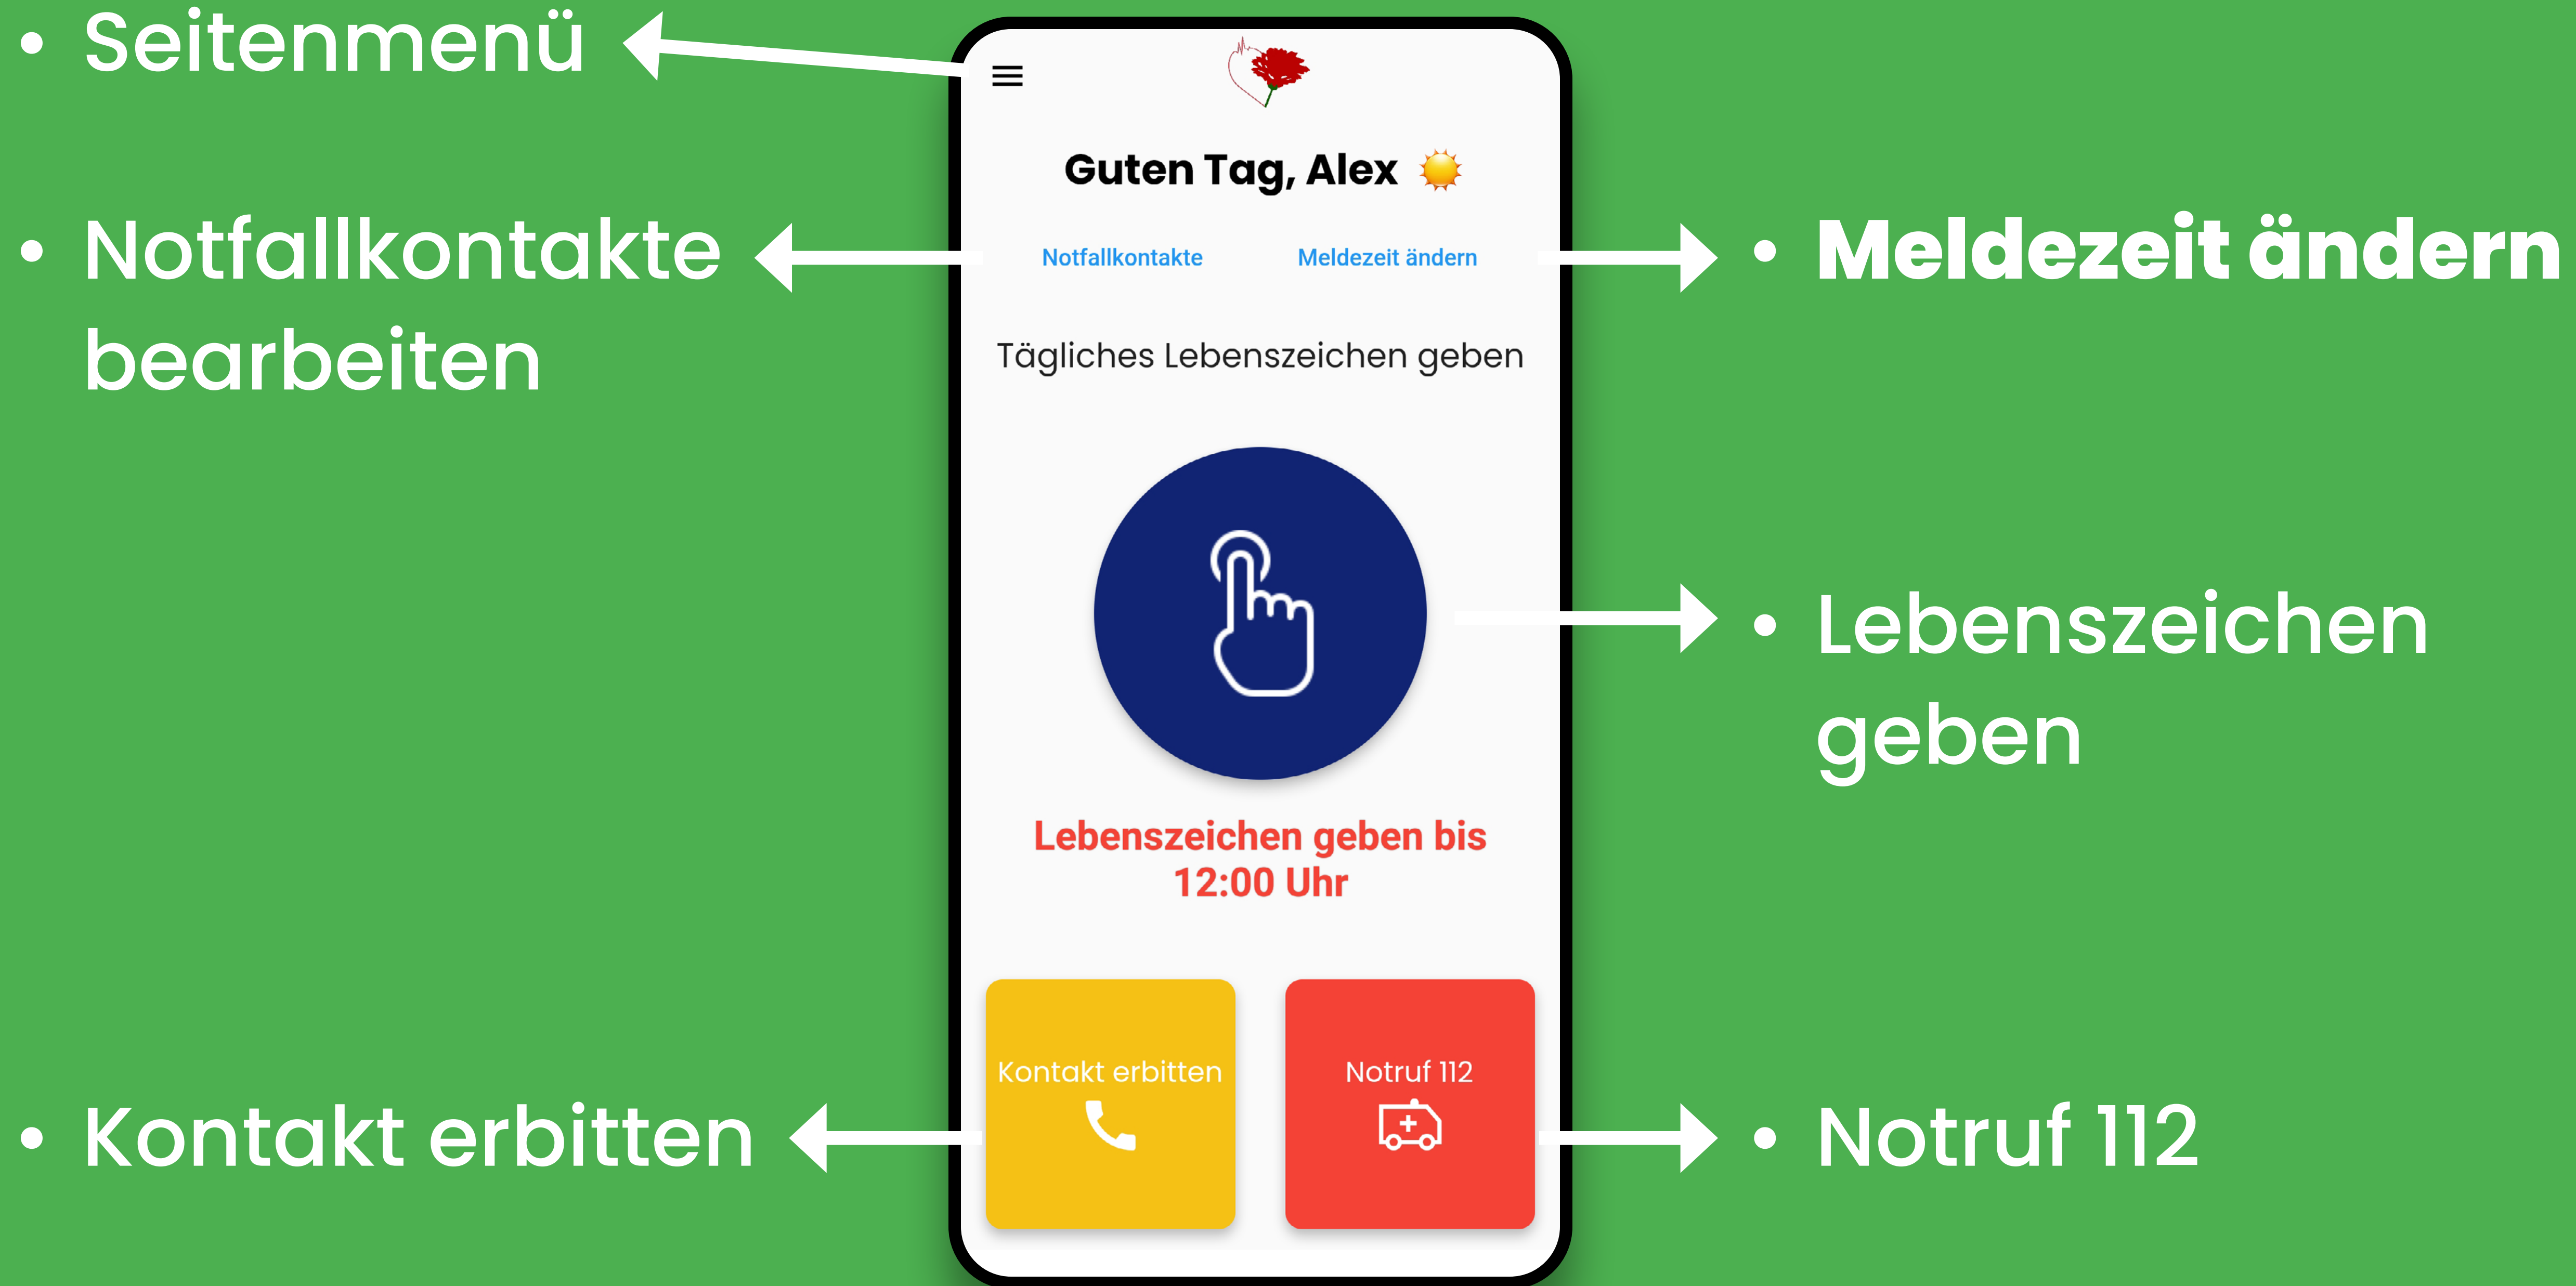 • Seitenmenü
• Notfallkontakte
bearbeiten
• Kontakt erbitten
Guten Tag, Alex ☀️
Notfallkontakte
Meldezeit ändern
Tägliches Lebenszeichen geben
Lebenszeichen geben bis
12:00 Uhr
Kontakt erbitten
Notruf 112
• Meldezeit ändern
• Lebenszeichen
geben
• Notruf 112